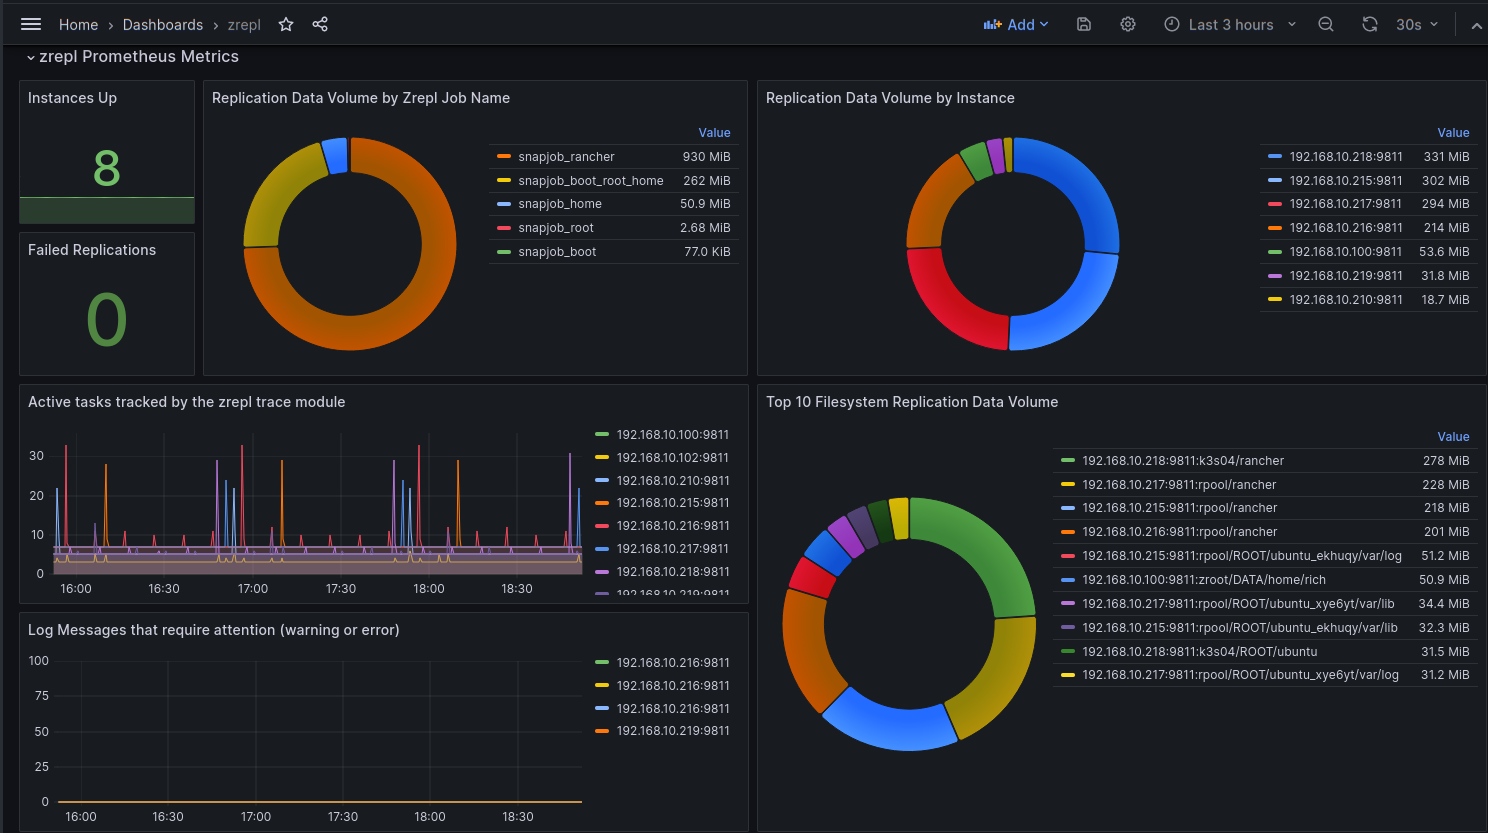 Home › Dashboards › zrepl
Add
Last 3 hours
30s
zrepl Prometheus Metrics
Instances Up
8
Failed Replications
0
Replication Data Volume by Zrepl Job Name
Value
snapjob_rancher 930 MiB
snapjob_boot_root_home 262 MiB
snapjob_home 50.9 MiB
snapjob_root 2.68 MiB
snapjob_boot 77.0 KiB
Replication Data Volume by Instance
Value
192.168.10.218:9811 331 MiB
192.168.10.215:9811 302 MiB
192.168.10.217:9811 294 MiB
192.168.10.216:9811 214 MiB
192.168.10.100:9811 53.6 MiB
192.168.10.219:9811 31.8 MiB
192.168.10.210:9811 18.7 MiB
Active tasks tracked by the zrepl trace module
30
20
10
0
16:00 16:30 17:00 17:30 18:00 18:30
192.168.10.100:9811
192.168.10.102:9811
192.168.10.210:9811
192.168.10.215:9811
192.168.10.216:9811
192.168.10.217:9811
192.168.10.218:9811
192.168.10.219:9811
Top 10 Filesystem Replication Data Volume
Value
192.168.10.218:9811:k3s04/rancher 278 MiB
192.168.10.217:9811:rpool/rancher 228 MiB
192.168.10.215:9811:rpool/rancher 218 MiB
192.168.10.216:9811:rpool/rancher 201 MiB
192.168.10.215:9811:rpool/ROOT/ubuntu_ekhuqy/var/log 51.2 MiB
192.168.10.100:9811:zroot/DATA/home/rich 50.9 MiB
192.168.10.217:9811:rpool/ROOT/ubuntu_xye6yt/var/lib 34.4 MiB
192.168.10.215:9811:rpool/ROOT/ubuntu_ekhuqy/var/lib 32.3 MiB
192.168.10.218:9811:k3s04/ROOT/ubuntu 31.5 MiB
192.168.10.217:9811:rpool/ROOT/ubuntu_xye6yt/var/log 31.2 MiB
Log Messages that require attention (warning or error)
100
75
50
25
0
16:00 16:30 17:00 17:30 18:00 18:30
192.168.10.216:9811
192.168.10.216:9811
192.168.10.216:9811
192.168.10.219:9811